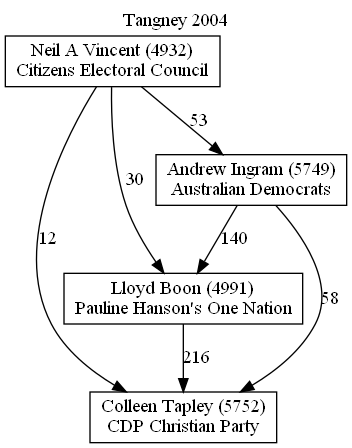 Tangney 2004
Neil A Vincent (4932)
Citizens Electoral Council
53
Andrew Ingram (5749)
Australian Democrats
30
12
140
Lloyd Boon (4991)
Pauline Hanson's One Nation
58
216
Colleen Tapley (5752)
CDP Christian Party